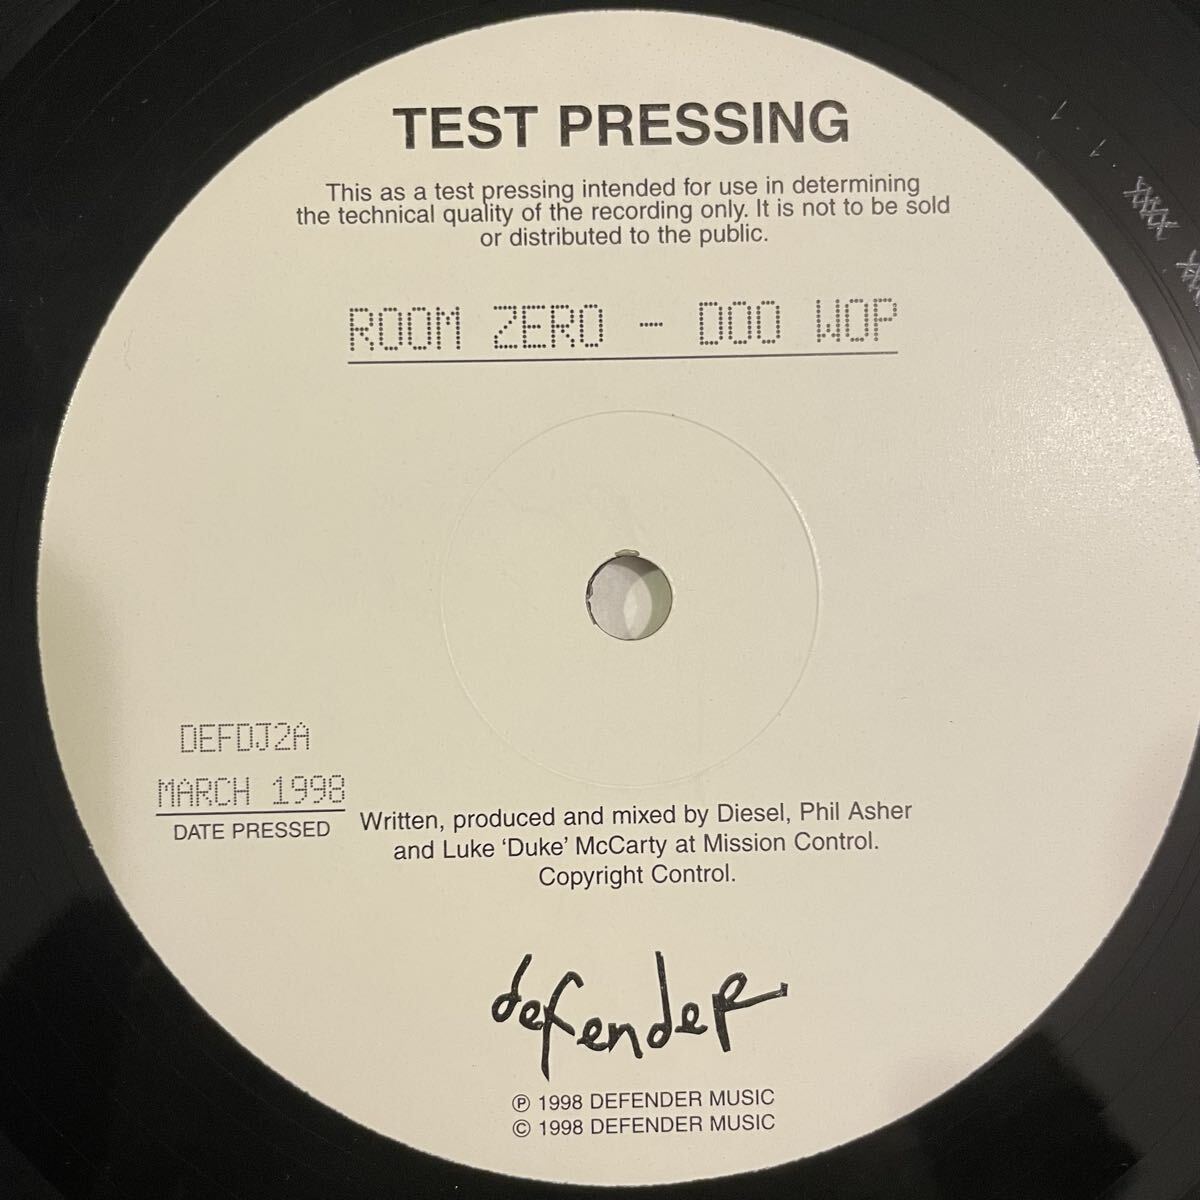 TEST PRESSING
This as a test pressing intended for use in determining
the technical quality of the recording only. It is not to be sold
or distributed to the public.
ROOM ZERO - DOO WOP
DEFDJ2A
MARCH 1998
DATE PRESSED
Written, produced and mixed by Diesel, Phil Asher
and Luke ‘Duke’ McCarty at Mission Control.
Copyright Control.
defender
℗ 1998 DEFENDER MUSIC
© 1998 DEFENDER MUSIC